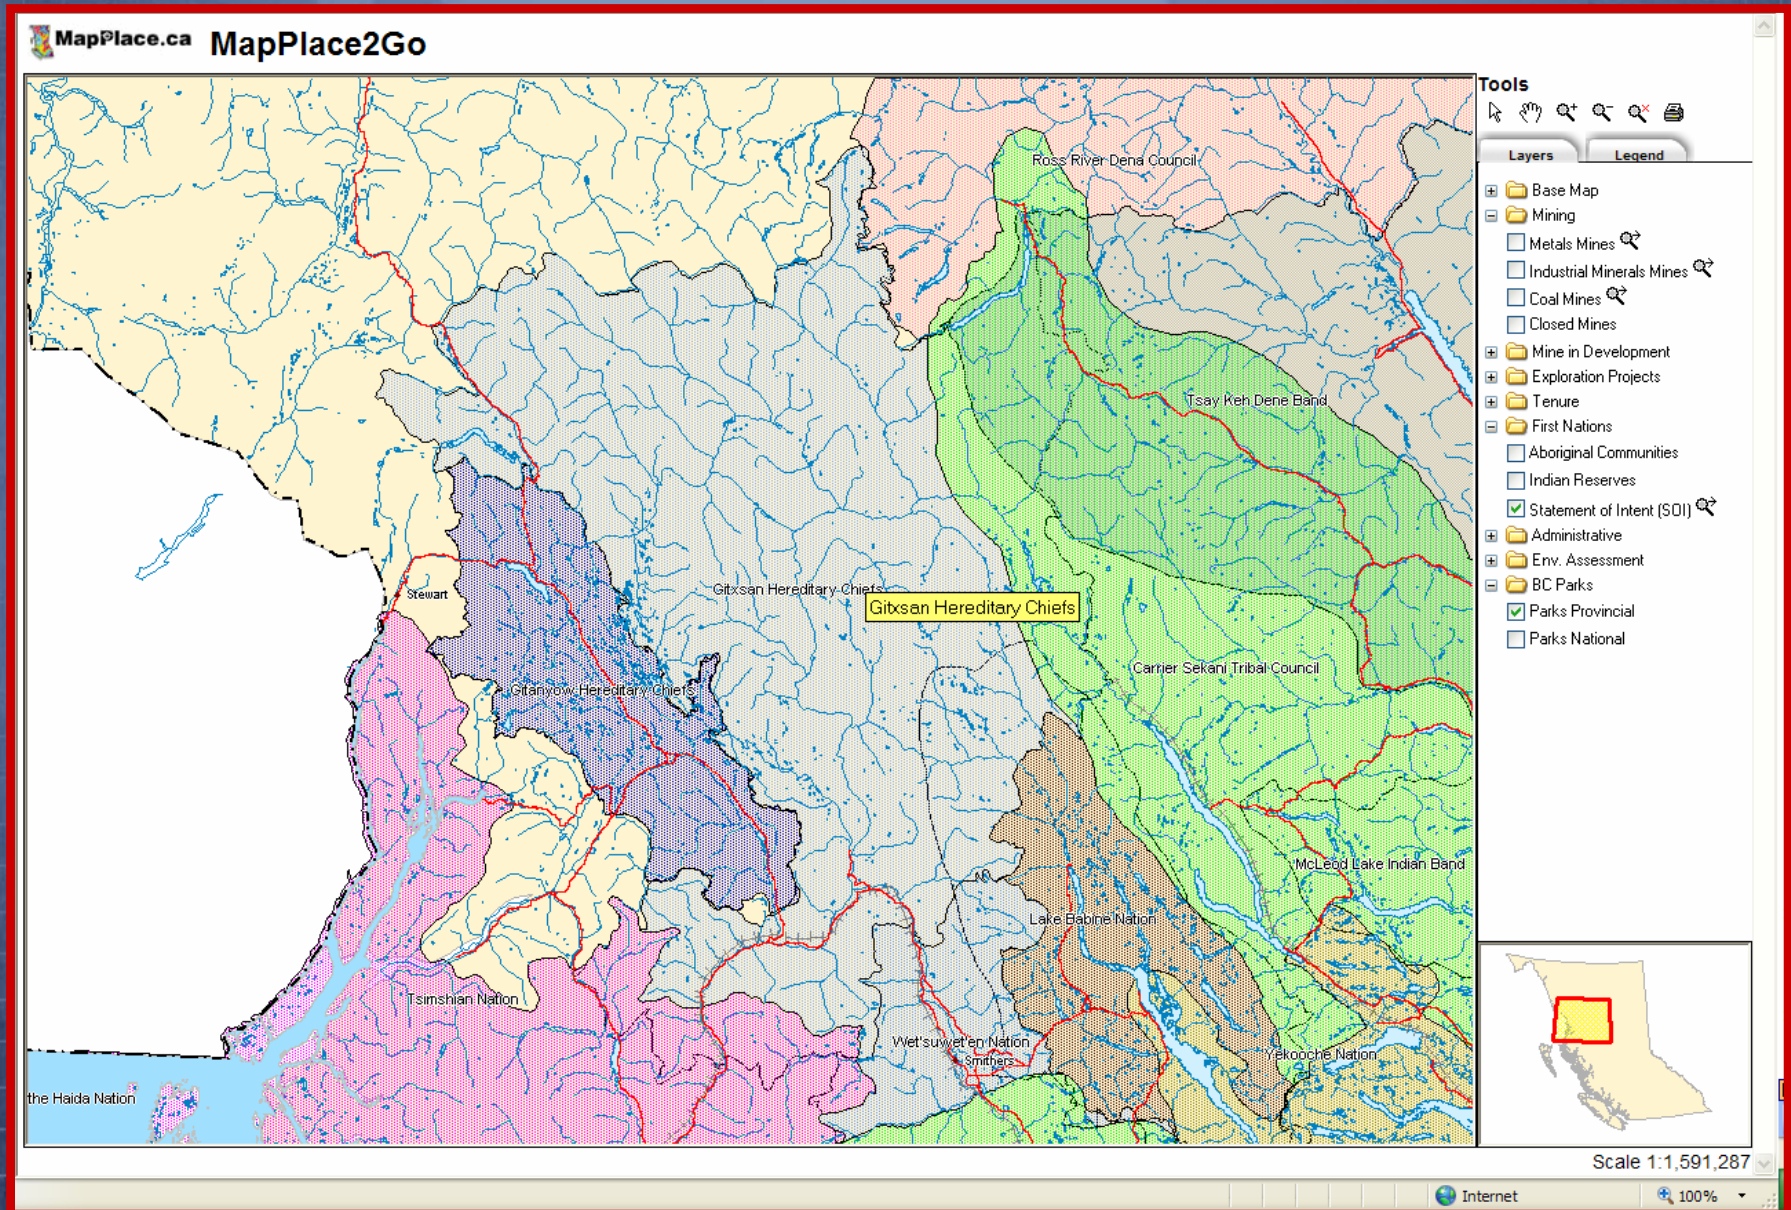 MapPlace.ca MapPlace2Go
Tools
Layers Legend
Base Map
Mining
Metals Mines
Industrial Minerals Mines
Coal Mines
Closed Mines
Mine in Development
Exploration Projects
Tenure
First Nations
Aboriginal Communities
Indian Reserves
Statement of Intent (SOI)
Administrative
Env. Assessment
BC Parks
Parks Provincial
Parks National
Ross River Dena Council
Tsay Keh Dene Band
Stewart
Gitxsan Hereditary Chiefs
Gitxsan Hereditary Chiefs
Carrier Sekani Tribal Council
Gitanyow Hereditary Chiefs
McLeod Lake Indian Band
Lake Babine Nation
Tsimshian Nation
Wet'suwet'en Nation
Smithers
Yekooche Nation
the Haida Nation
Scale 1:1,591,287
Internet 100%